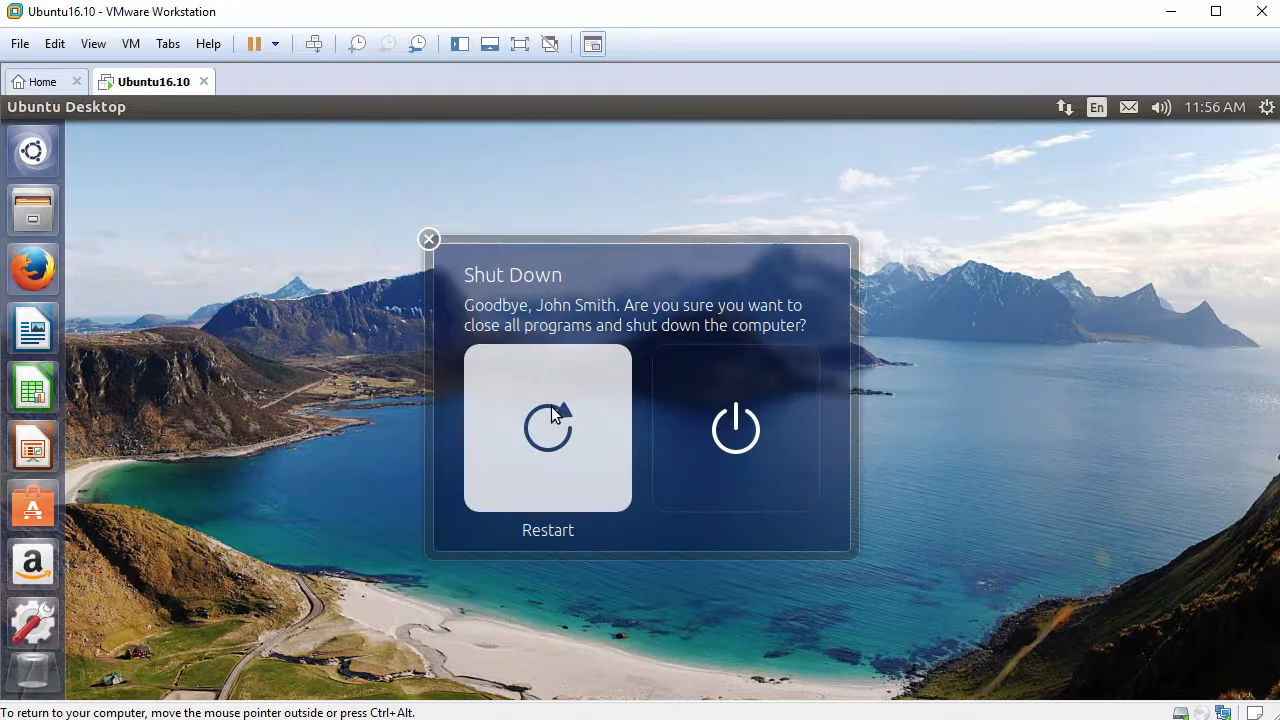 Ubuntu16.10 - VMware Workstation
File Edit View VM Tabs Help
Home Ubuntu16.10
Ubuntu Desktop En 11:56 AM
Shut Down
Goodbye, John Smith. Are you sure you want to
close all programs and shut down the computer?
Restart
To return to your computer, move the mouse pointer outside or press Ctrl+Alt.